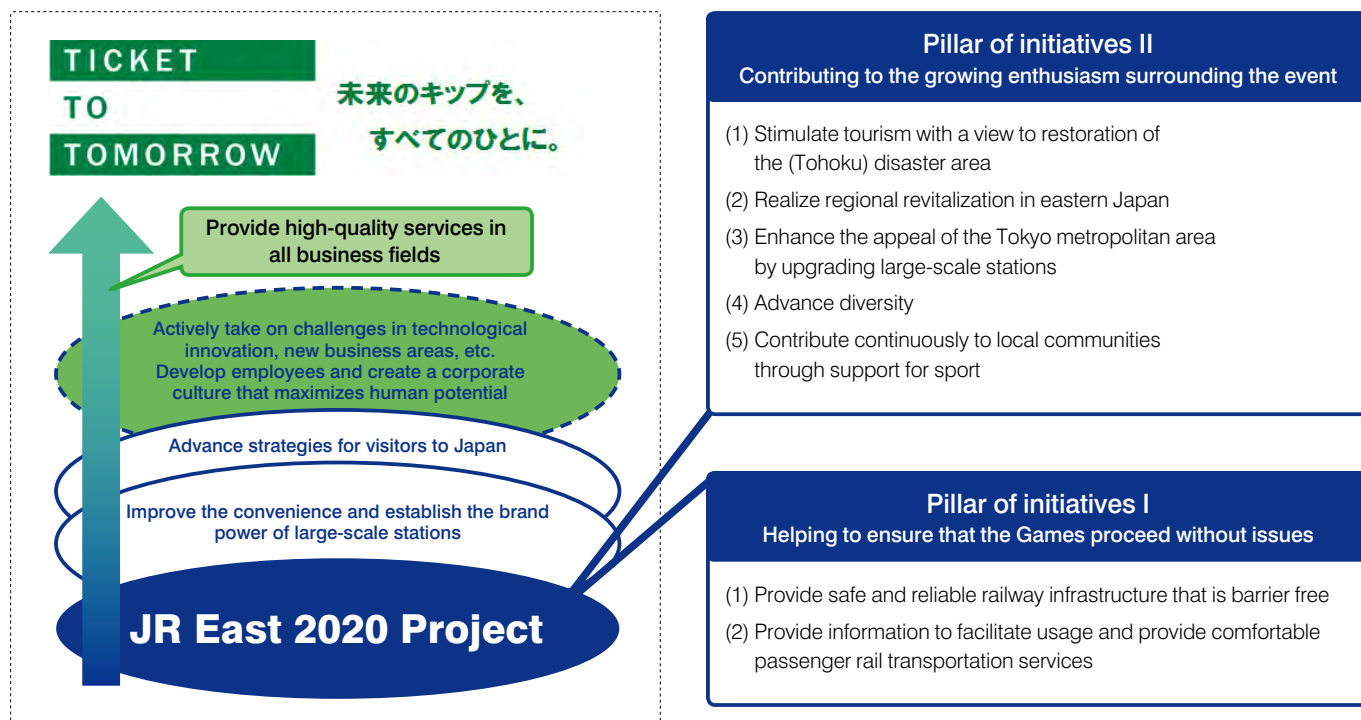 TICKET
TO
TOMORROW
未来のキップを、
すべてのひとに。
Provide high-quality services in
all business fields
Actively take on challenges in technological
innovation, new business areas, etc.
Develop employees and create a corporate
culture that maximizes human potential
Advance strategies for visitors to Japan
Improve the convenience and establish the brand
power of large-scale stations
JR East 2020 Project
Pillar of initiatives II
Contributing to the growing enthusiasm surrounding the event
(1) Stimulate tourism with a view to restoration of
the (Tohoku) disaster area
(2) Realize regional revitalization in eastern Japan
(3) Enhance the appeal of the Tokyo metropolitan area
by upgrading large-scale stations
(4) Advance diversity
(5) Contribute continuously to local communities
through support for sport
Pillar of initiatives I
Helping to ensure that the Games proceed without issues
(1) Provide safe and reliable railway infrastructure that is barrier free
(2) Provide information to facilitate usage and provide comfortable
passenger rail transportation services